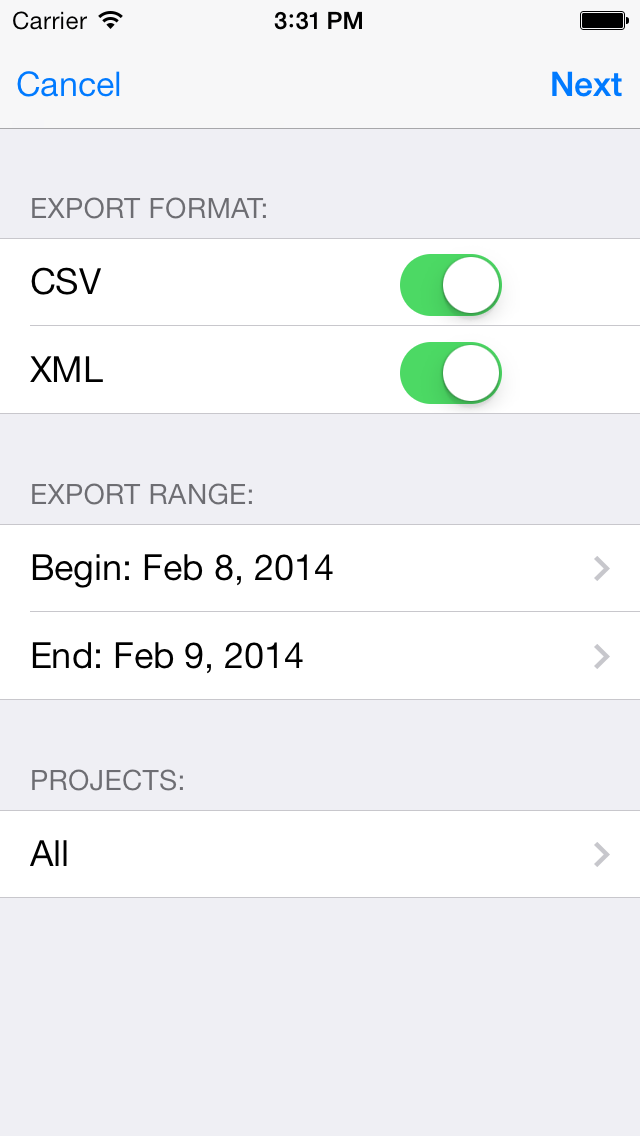 Carrier 3:31 PM
Cancel Next
EXPORT FORMAT:
CSV
XML
EXPORT RANGE:
Begin: Feb 8, 2014
End: Feb 9, 2014
PROJECTS:
All